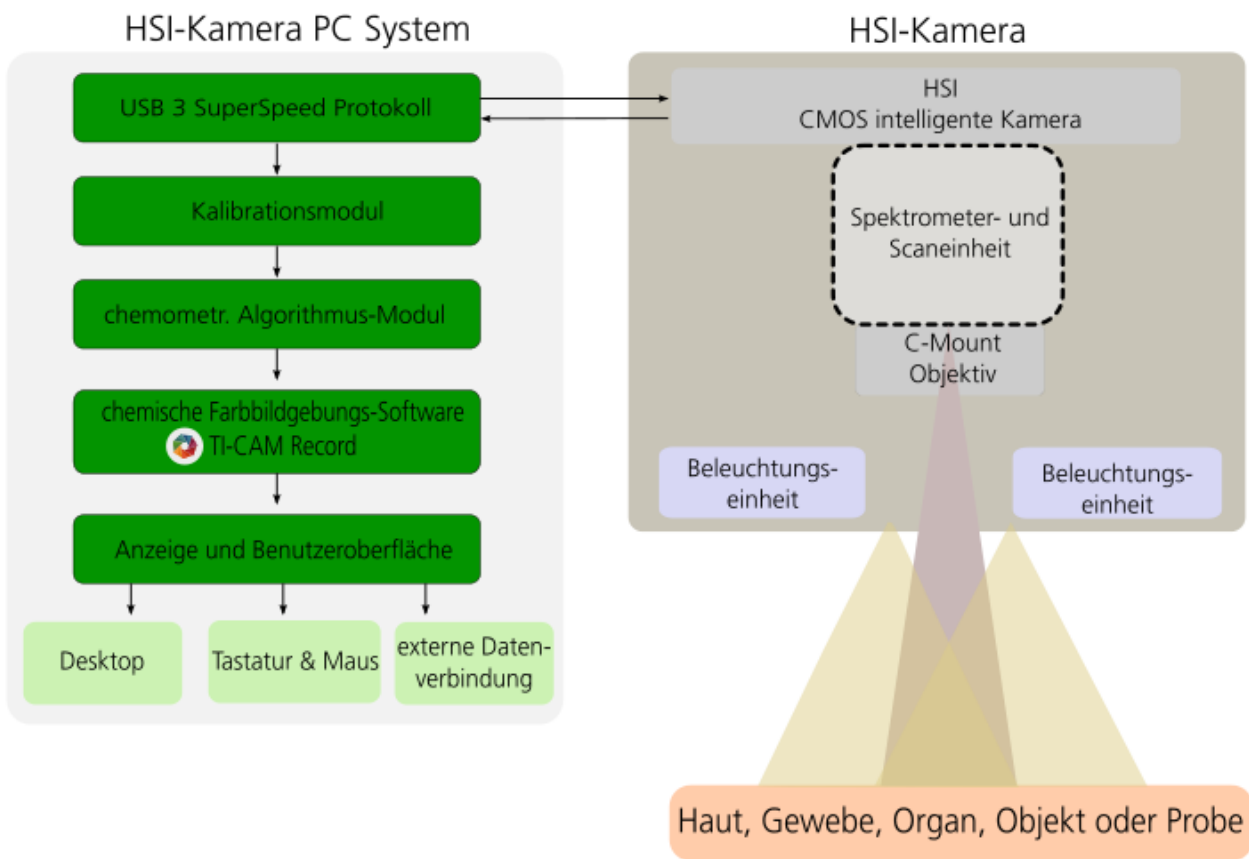 HSI-Kamera PC System
USB 3 SuperSpeed Protokoll
Kalibrationsmodul
chemometr. Algorithmus-Modul
chemische Farbbildgebungs-Software
TI-CAM Record
Anzeige und Benutzeroberfläche
Desktop
Tastatur & Maus
externe Daten-
verbindung
HSI-Kamera
HSI
CMOS intelligente Kamera
Spektrometer- und
Scaneinheit
C-Mount
Objektiv
Beleuchtungs-
einheit
Beleuchtungs-
einheit
Haut, Gewebe, Organ, Objekt oder Probe